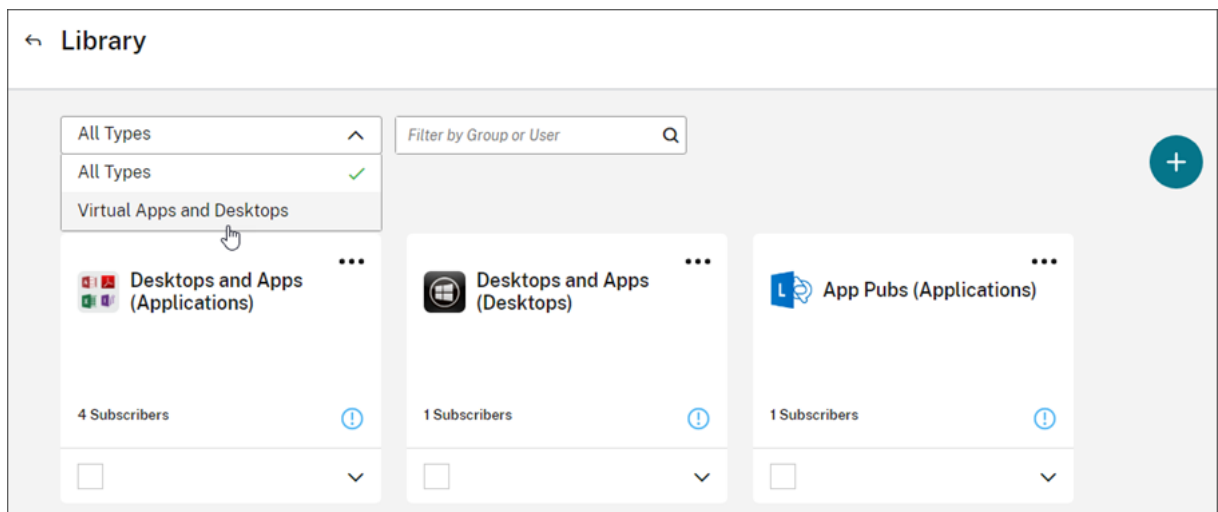 Library
All Types
Filter by Group or User
All Types
Virtual Apps and Desktops
Desktops and Apps
(Applications)
4 Subscribers
Desktops and Apps
(Desktops)
1 Subscribers
App Pubs (Applications)
1 Subscribers